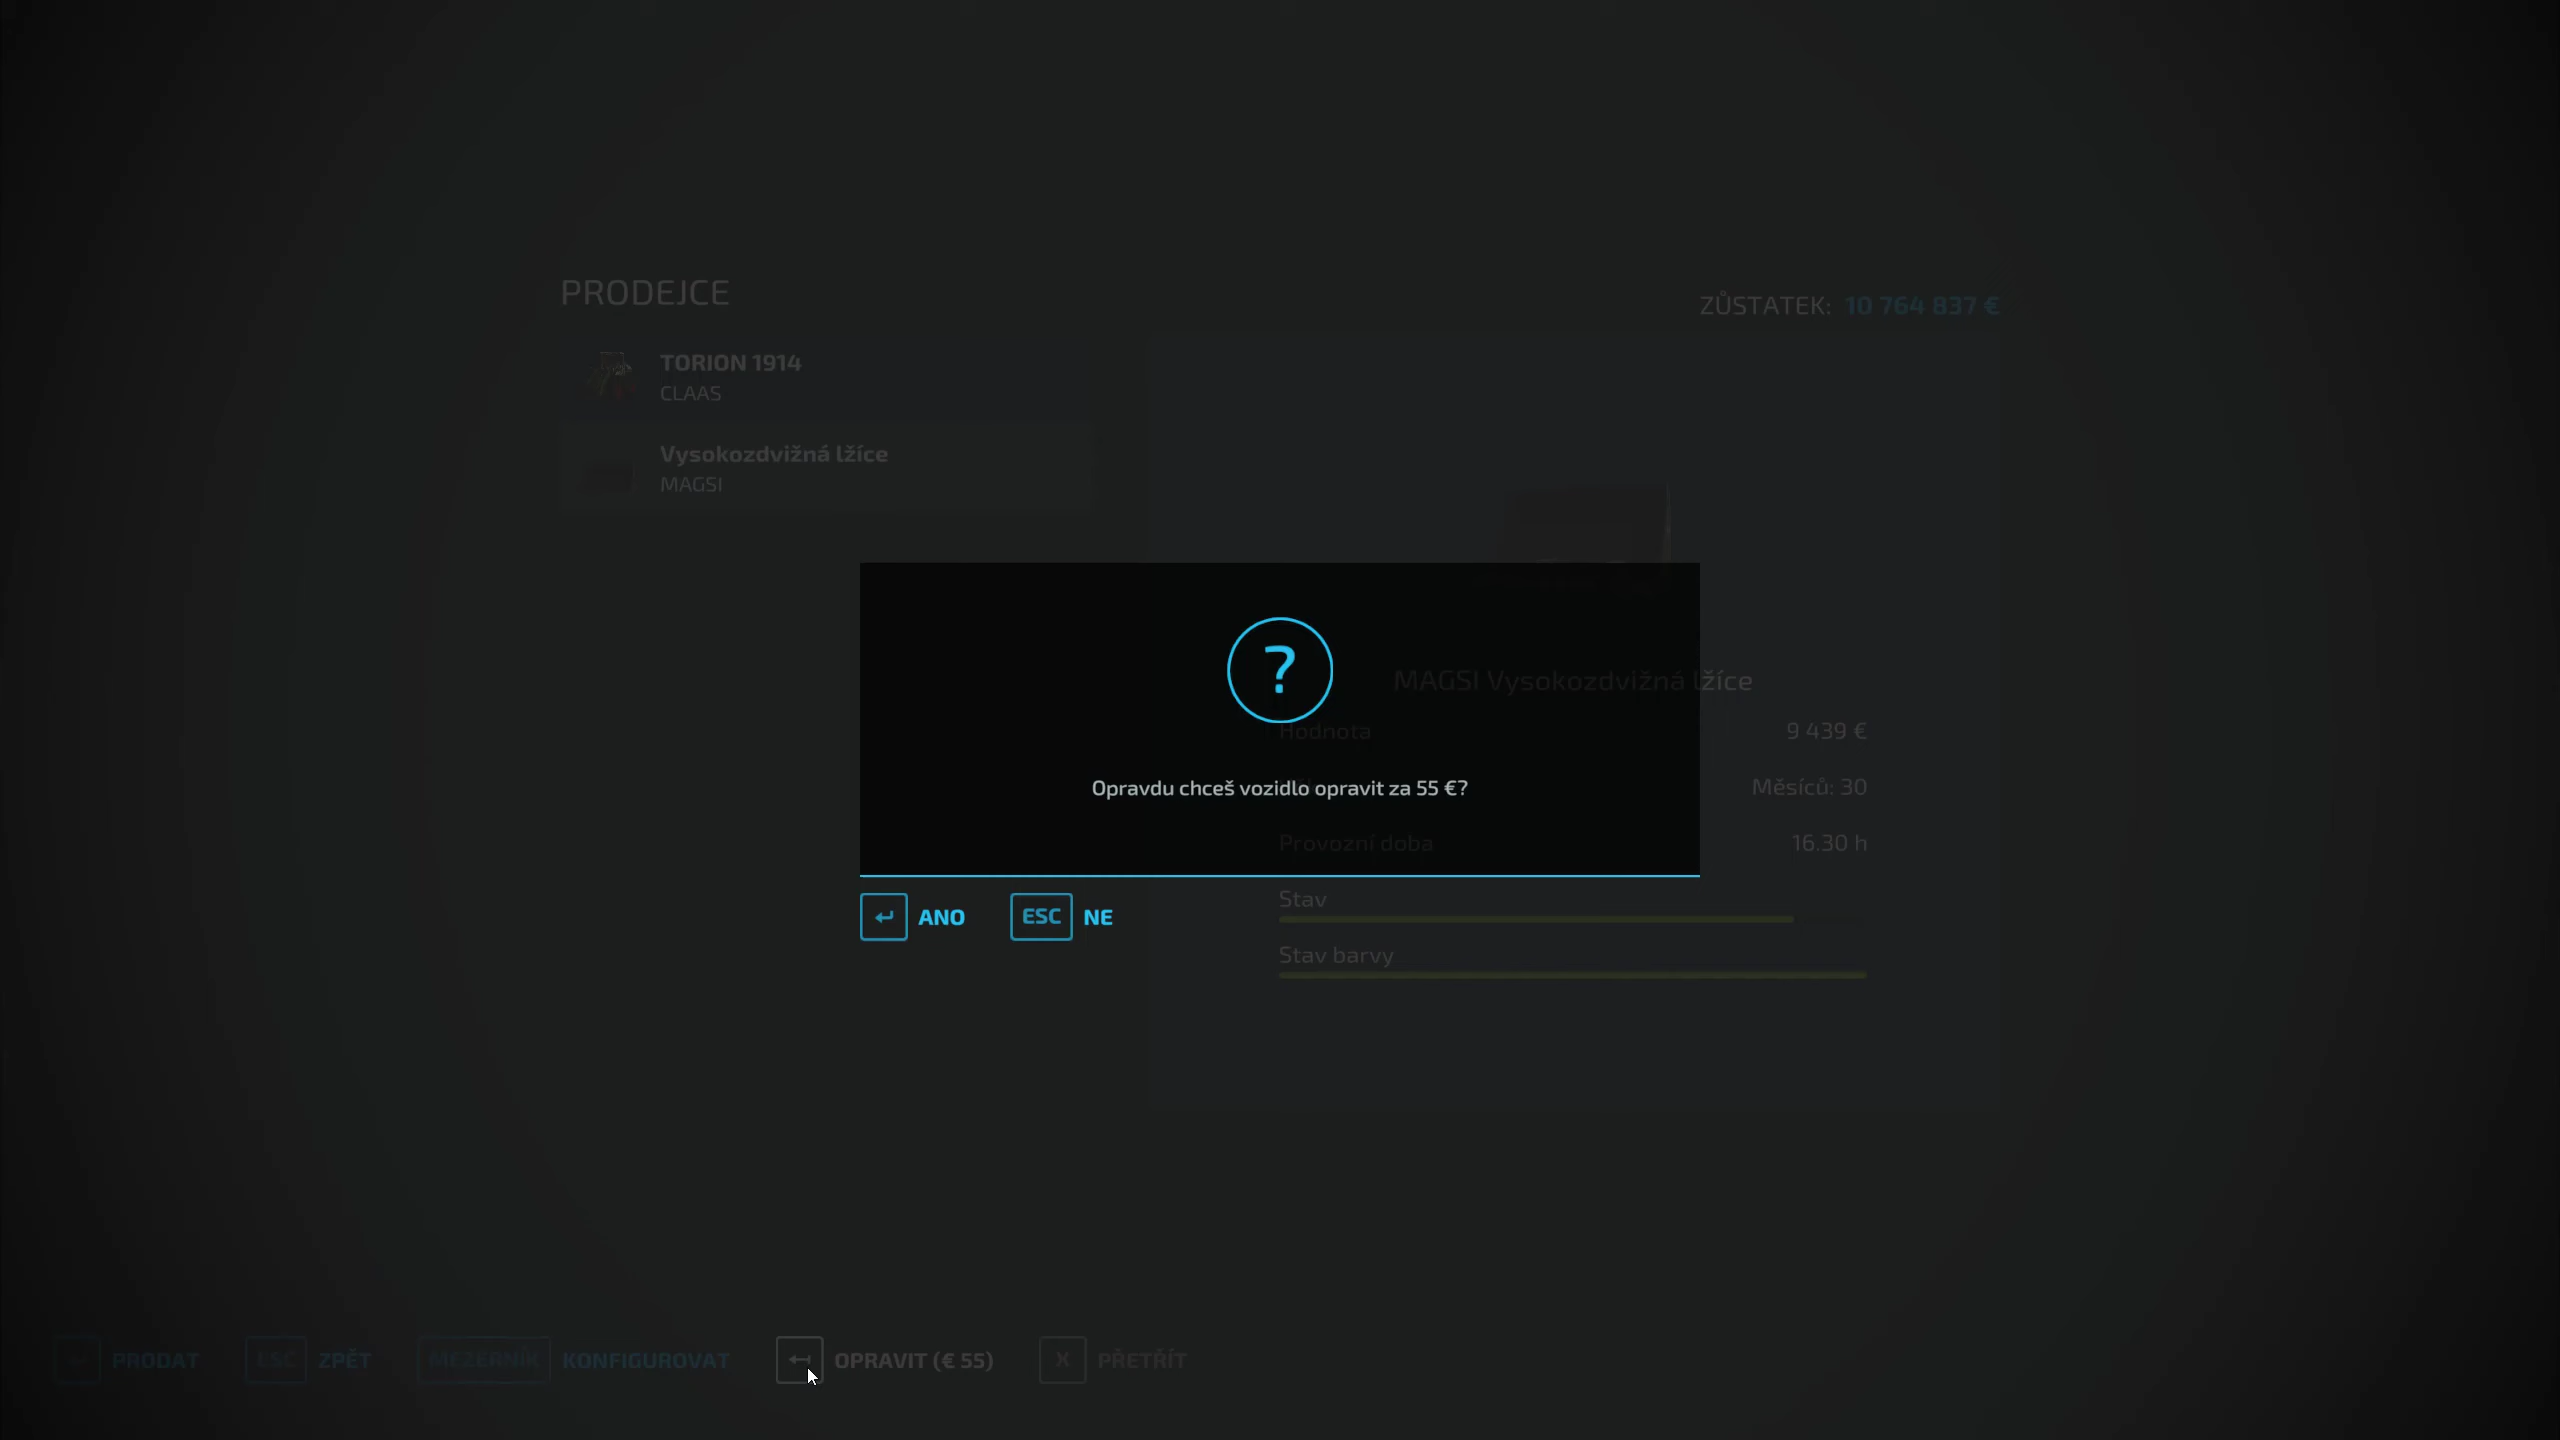 PRODEJCE
ZŮSTATEK: 10 764 837 €
TORION 1914
CLAAS
Vysokozdvižná lžíce
MAGSI
?
MAGSI Vysokozdvižná lžíce
Hodnota 9 439 €
Opravdu chceš vozidlo opravit za 55 €?
Měsíců: 30
Provozní doba 16.30 h
Stav
ANO
ESC NE
Stav barvy
PRODAT
ESC ZPĚT
MEZERNÍK KONFIGUROVAT
OPRAVIT (€ 55)
X PŘETŘÍT